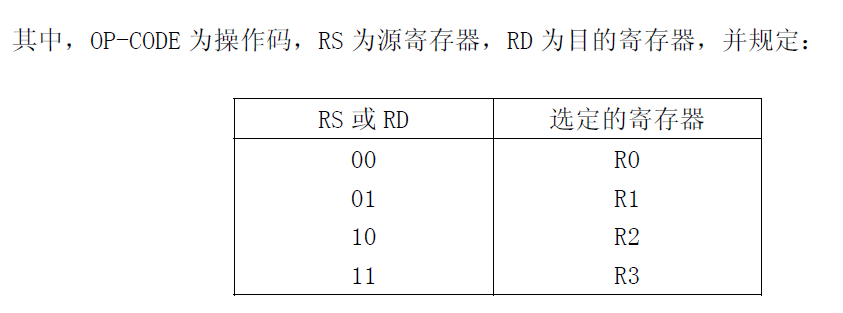 其中，OP-CODE 为操作码，RS 为源寄存器，RD 为目的寄存器，并规定：
RS 或 RD 选定的寄存器
00 R0
01 R1
10 R2
11 R3